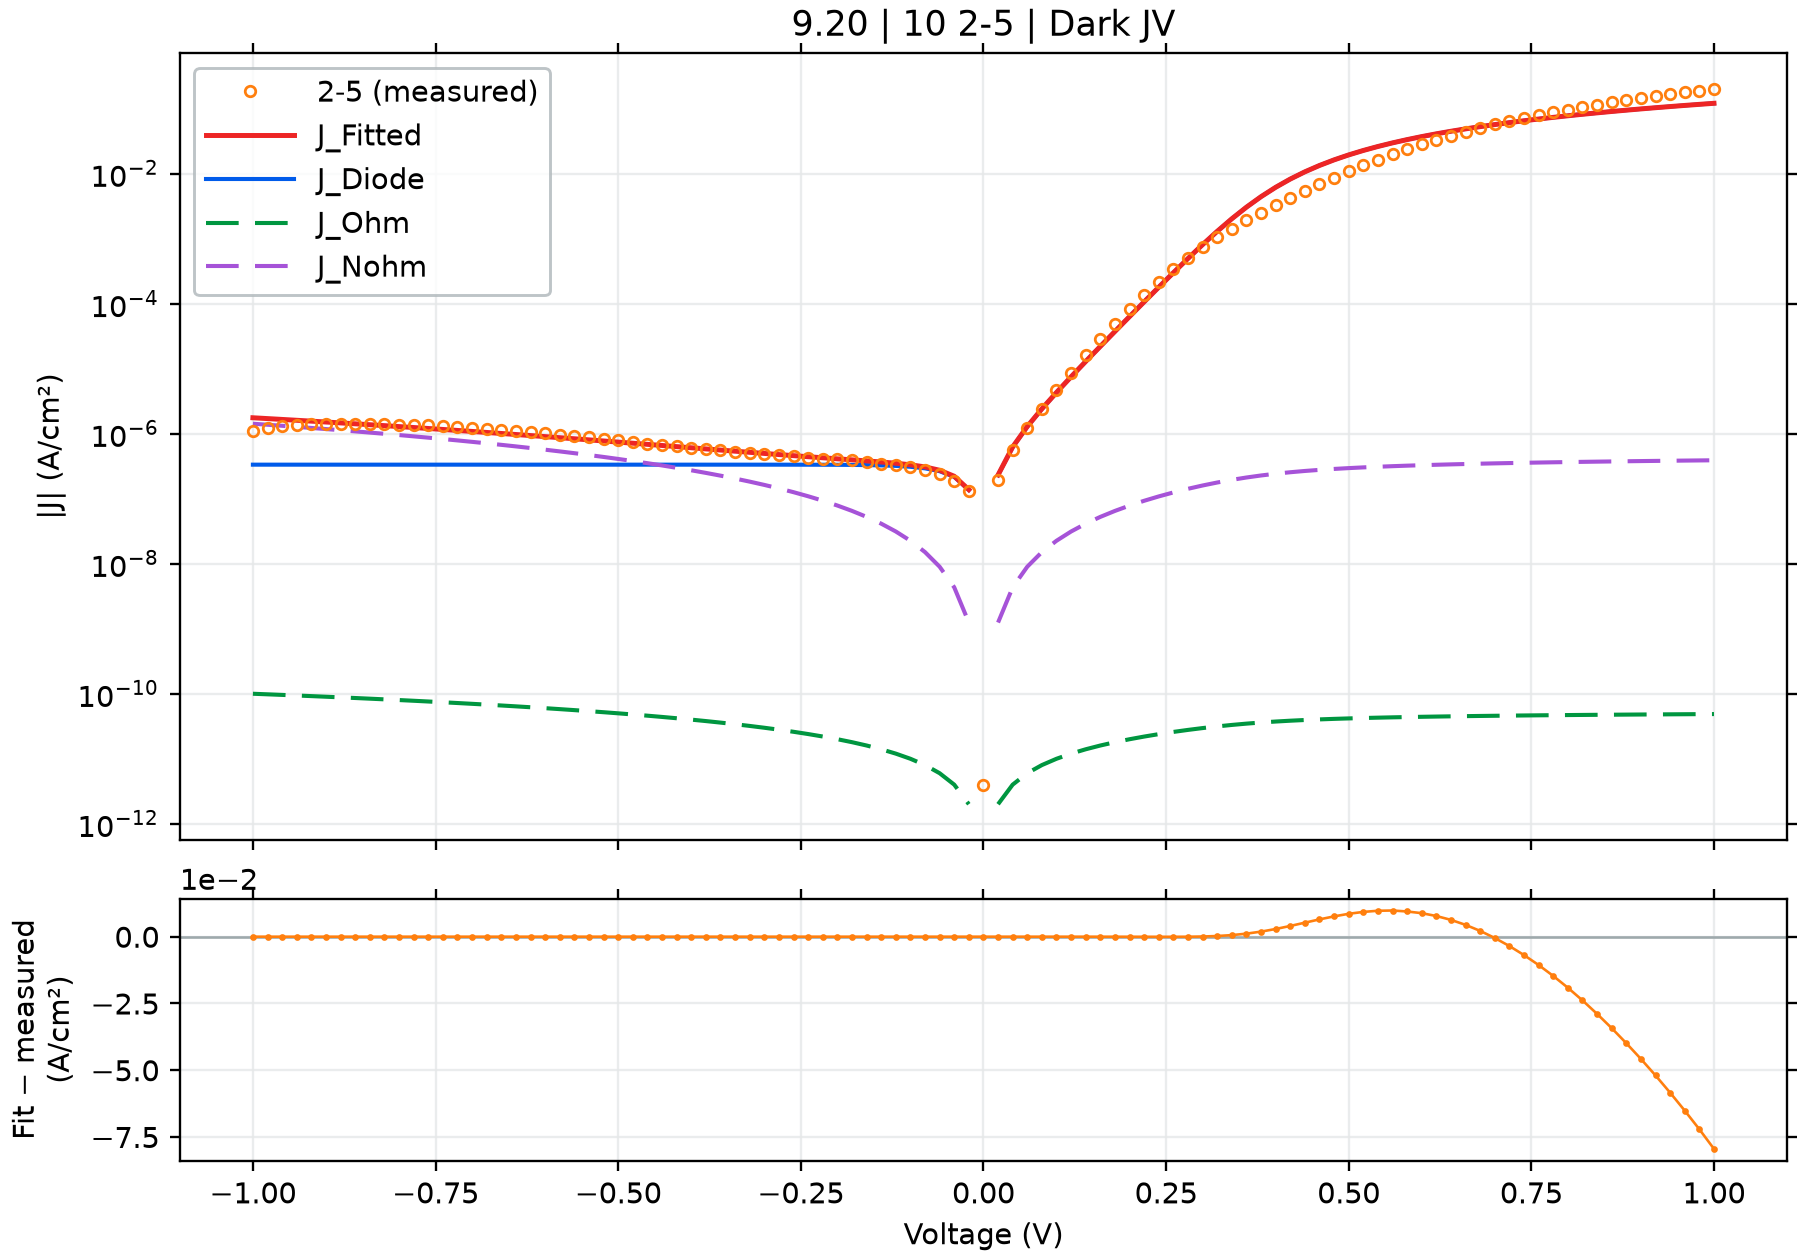 9.20 | 10 2-5 | Dark JV
2-5 (measured)
J_Fitted
J_Diode
J_Ohm
J_Nohm
|J| (A/cm²)
10⁻²
10⁻⁴
10⁻⁶
10⁻⁸
10⁻¹⁰
10⁻¹²
1e−2
Fit − measured
(A/cm²)
0.0
−2.5
−5.0
−7.5
−1.00 −0.75 −0.50 −0.25 0.00 0.25 0.50 0.75 1.00
Voltage (V)